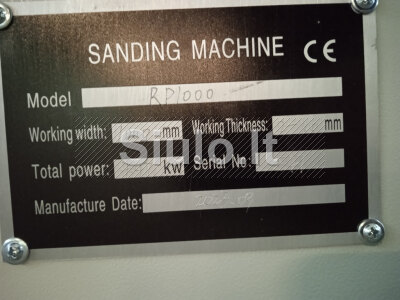 SANDING MACHINE CE
Model RP1000
Working width: mm Working Thickness: mm
Siulo.lt
Total power: kw Serial No:
Manufacture Date: